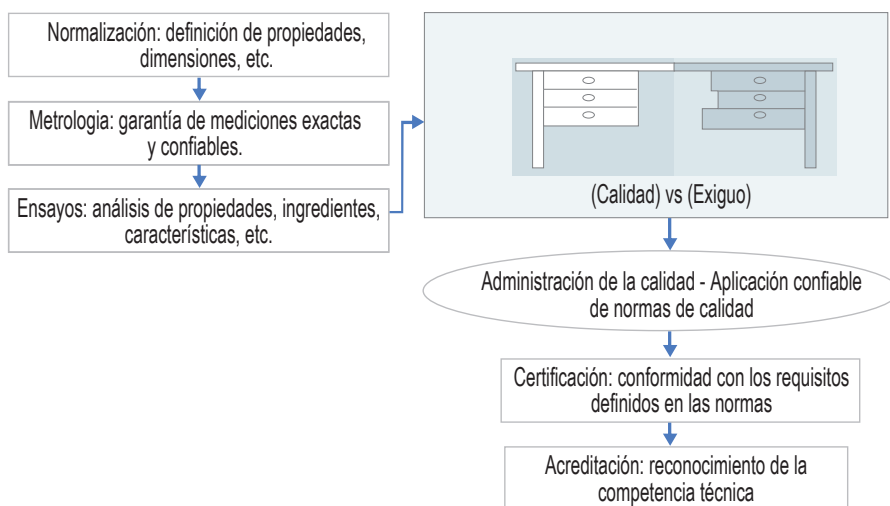 Normalización: definición de propiedades,
dimensiones, etc.
Metrologia: garantía de mediciones exactas
y confiables.
Ensayos: análisis de propiedades, ingredientes,
características, etc.
(Calidad) vs (Exiguo)
Administración de la calidad - Aplicación confiable
de normas de calidad
Certificación: conformidad con los requisitos
definidos en las normas
Acreditación: reconocimiento de la
competencia técnica